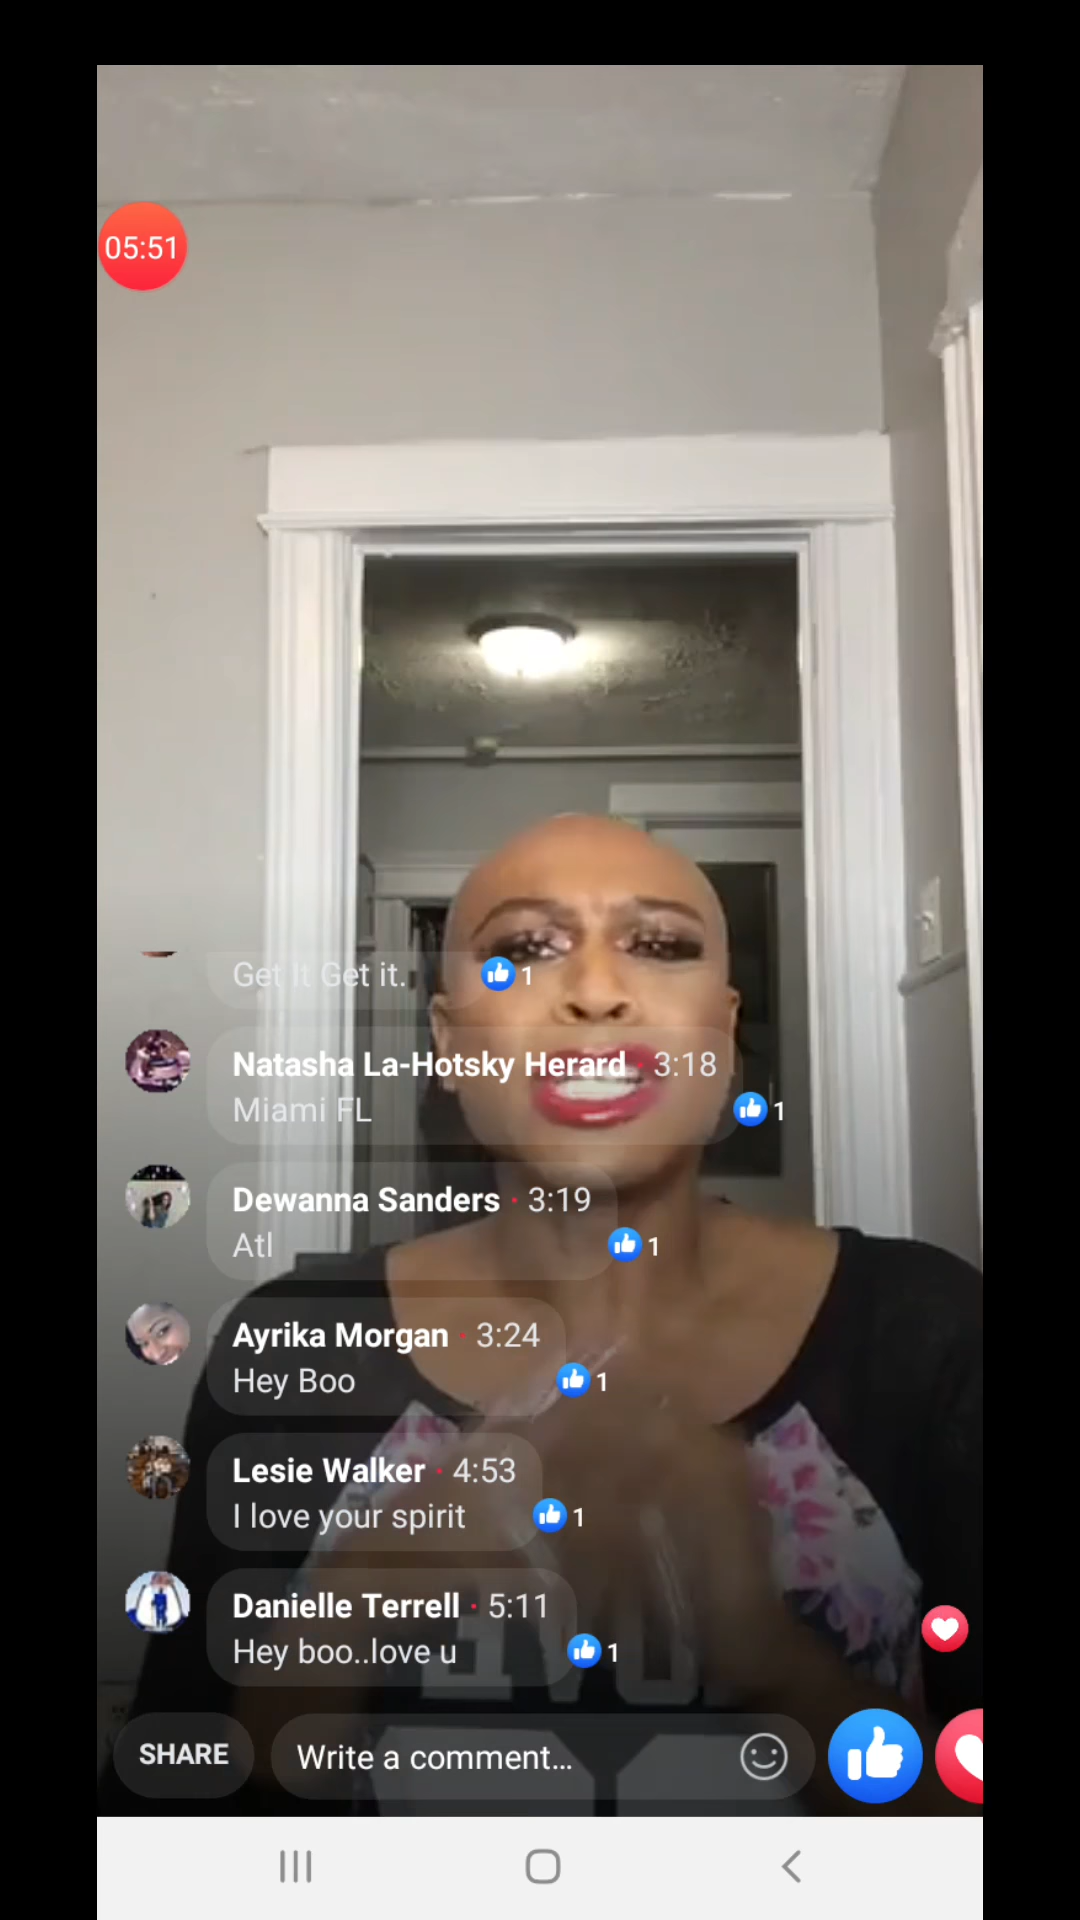 05:51
Get It Get it. 1
Natasha La-Hotsky Herard · 3:18
Miami FL 1
Dewanna Sanders · 3:19
Atl 1
Ayrika Morgan · 3:24
Hey Boo 1
Lesie Walker · 4:53
I love your spirit 1
Danielle Terrell · 5:11
Hey boo..love u 1
SHARE Write a comment...